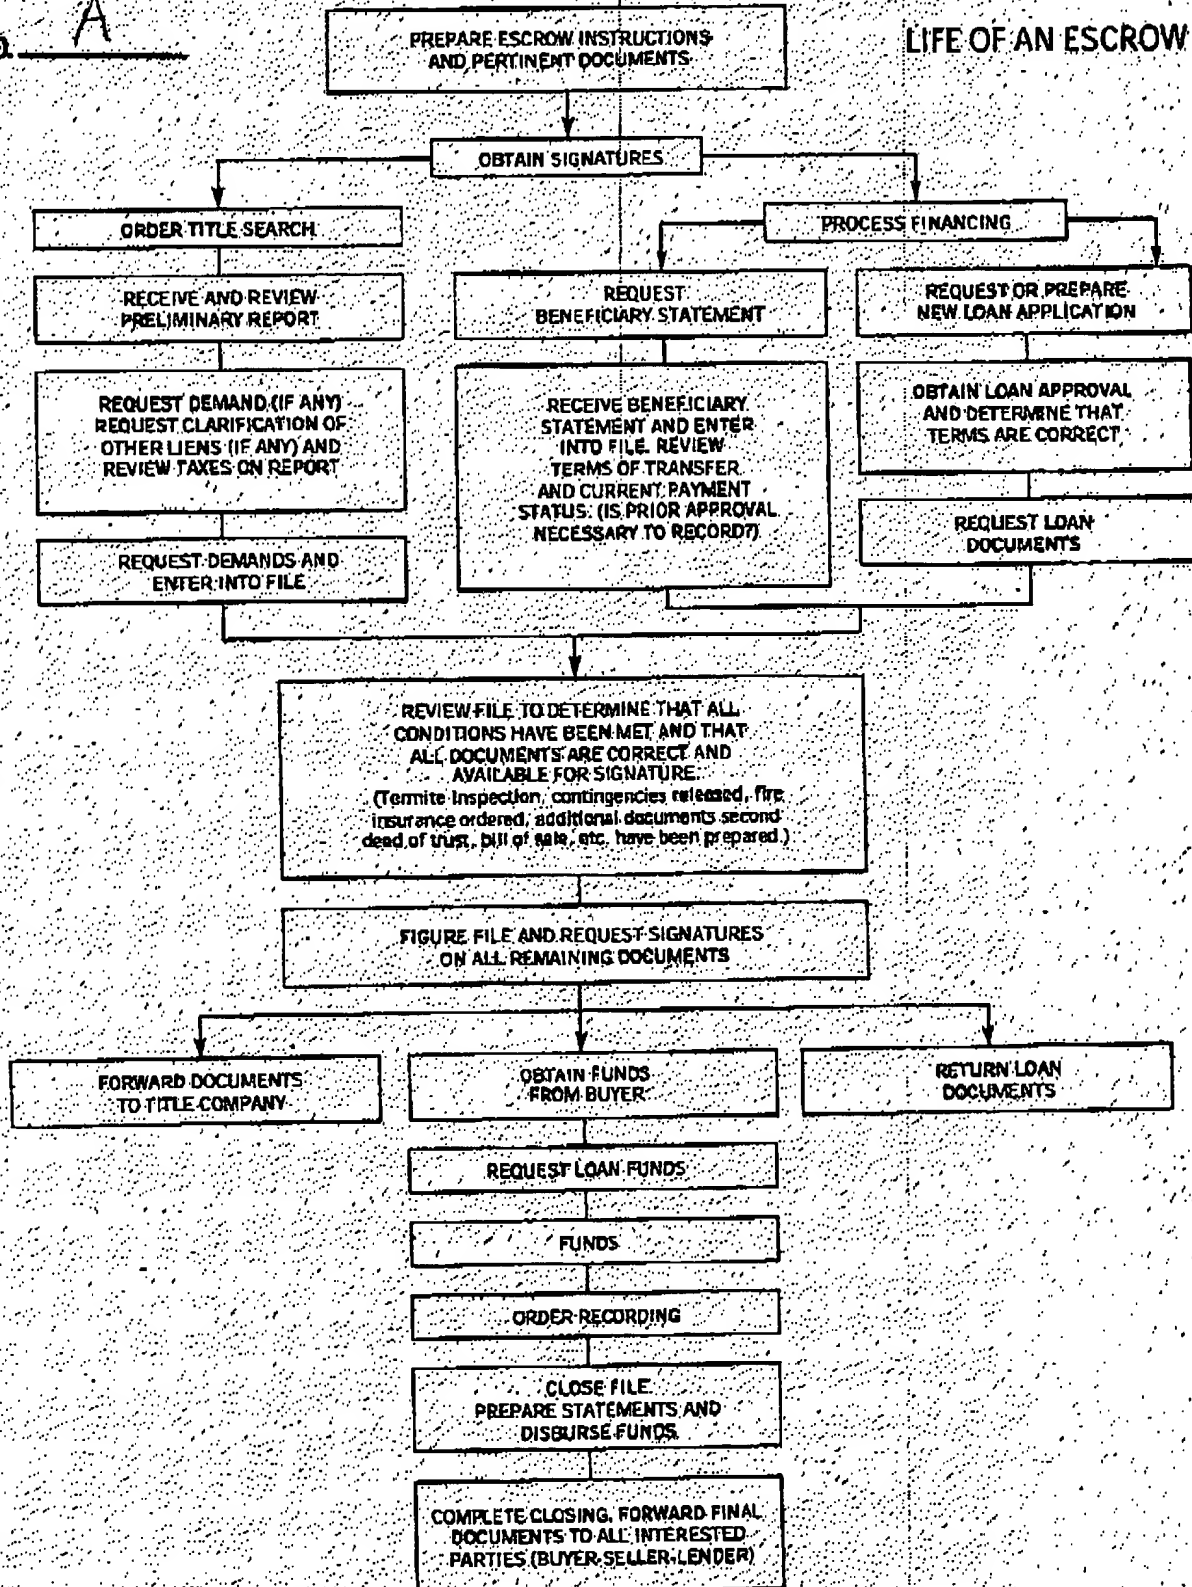 A
LIFE OF AN ESCROW
PREPARE ESCROW INSTRUCTIONS
AND PERTINENT DOCUMENTS
OBTAIN SIGNATURES
ORDER TITLE SEARCH
PROCESS FINANCING
RECEIVE AND REVIEW
PRELIMINARY REPORT
REQUEST
BENEFICIARY STATEMENT
REQUEST OR PREPARE
NEW LOAN APPLICATION
REQUEST DEMAND (IF ANY)
REQUEST CLARIFICATION OF
OTHER LIENS (IF ANY) AND
REVIEW TAXES ON REPORT
RECEIVE BENEFICIARY
STATEMENT AND ENTER
INTO FILE. REVIEW
TERMS OF TRANSFER
AND CURRENT PAYMENT
STATUS. (IS PRIOR APPROVAL
NECESSARY TO RECORD?)
OBTAIN LOAN APPROVAL
AND DETERMINE THAT
TERMS ARE CORRECT
REQUEST LOAN
DOCUMENTS
REQUEST DEMANDS AND
ENTER INTO FILE
REVIEW FILE TO DETERMINE THAT ALL
CONDITIONS HAVE BEEN MET AND THAT
ALL DOCUMENTS ARE CORRECT AND
AVAILABLE FOR SIGNATURE.
(Termite Inspection, contingencies released, fire
insurance ordered, additional documents second
dead of trust, bill of sale, etc. have been prepared.)
FIGURE FILE AND REQUEST SIGNATURES
ON ALL REMAINING DOCUMENTS
FORWARD DOCUMENTS
TO TITLE COMPANY
OBTAIN FUNDS
FROM BUYER
RETURN LOAN
DOCUMENTS
REQUEST LOAN FUNDS
FUNDS
ORDER RECORDING
CLOSE FILE
PREPARE STATEMENTS AND
DISBURSE FUNDS
COMPLETE CLOSING. FORWARD FINAL
DOCUMENTS TO ALL INTERESTED
PARTIES (BUYER-SELLER-LENDER)